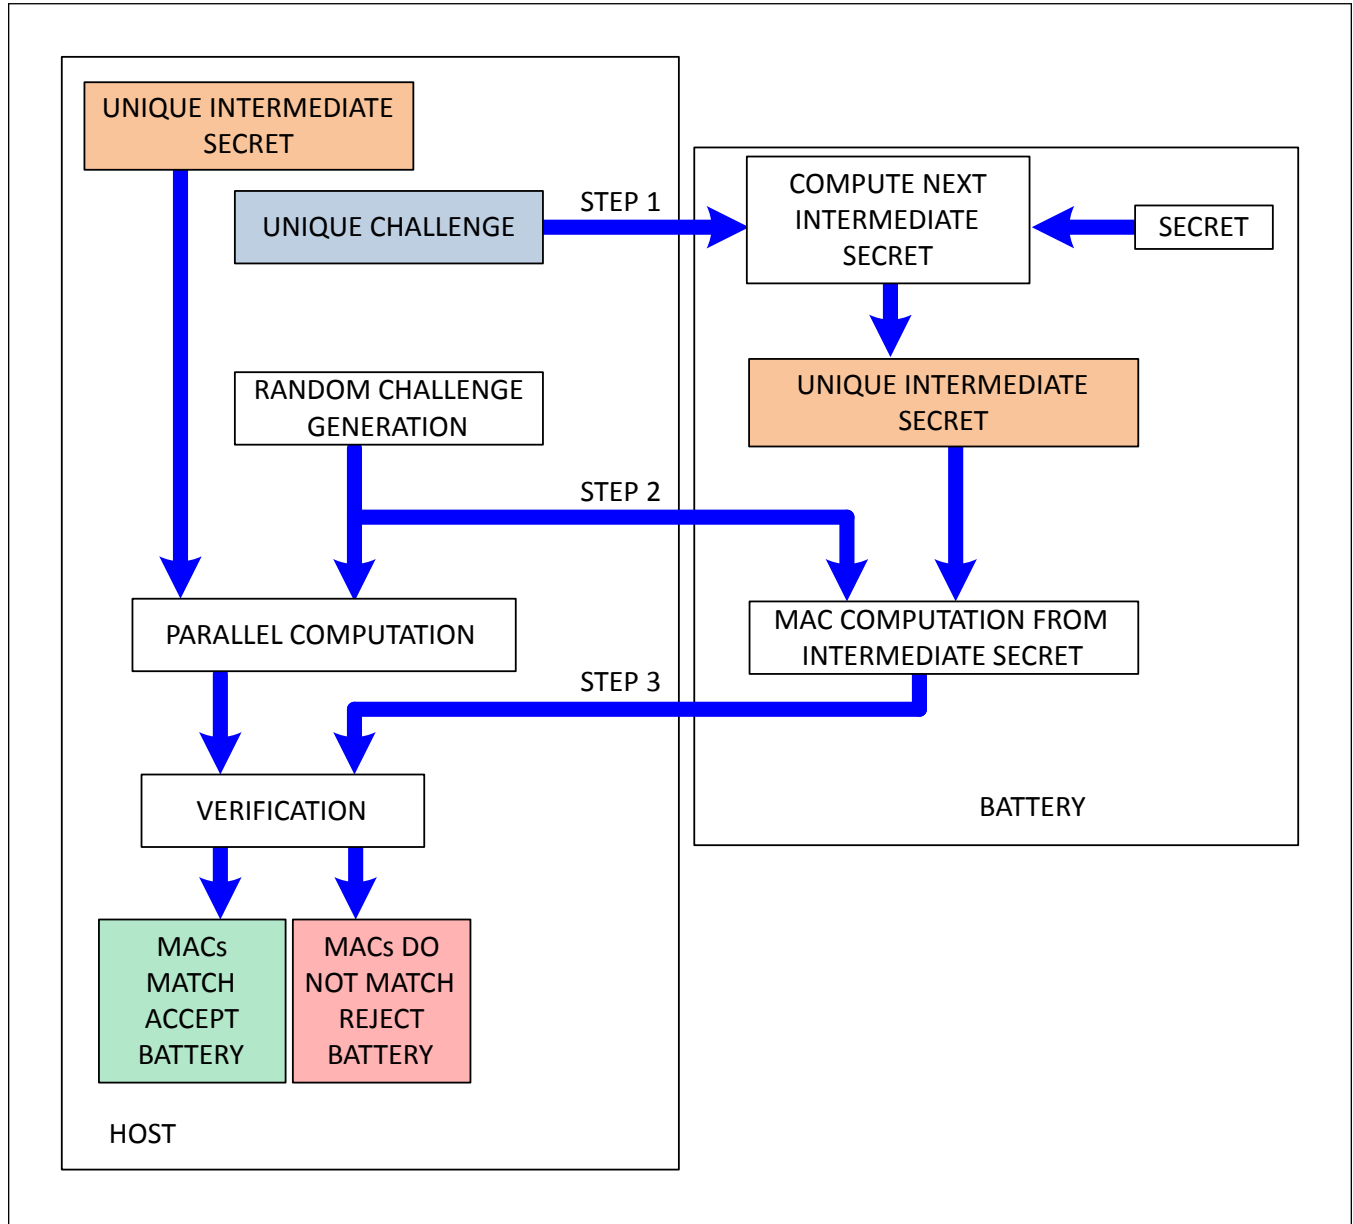 UNIQUE INTERMEDIATE
SECRET
UNIQUE CHALLENGE
STEP 1
COMPUTE NEXT
INTERMEDIATE
SECRET
SECRET
RANDOM CHALLENGE
GENERATION
UNIQUE INTERMEDIATE
SECRET
STEP 2
PARALLEL COMPUTATION
MAC COMPUTATION FROM
INTERMEDIATE SECRET
STEP 3
VERIFICATION
BATTERY
MACs
MATCH
ACCEPT
BATTERY
MACs DO
NOT MATCH
REJECT
BATTERY
HOST